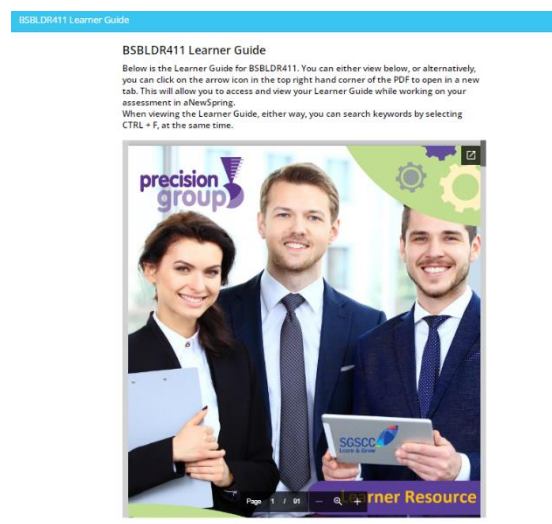 BSBLDR411 Learner Guide
BSBLDR411 Learner Guide
Below is the Learner Guide for BSBLDR411. You can either view below, or alternatively,
you can click on the arrow icon in the top right hand corner of the PDF to open in a new
tab. This will allow you to access and view your Learner Guide while working on your
assessment in aNewSpring.
When viewing the Learner Guide, either way, you can search keywords by selecting
CTRL + F, at the same time.
precision
group
SGSCC
Learn & Grow
Page 1 / 91 — +
Learner Resource